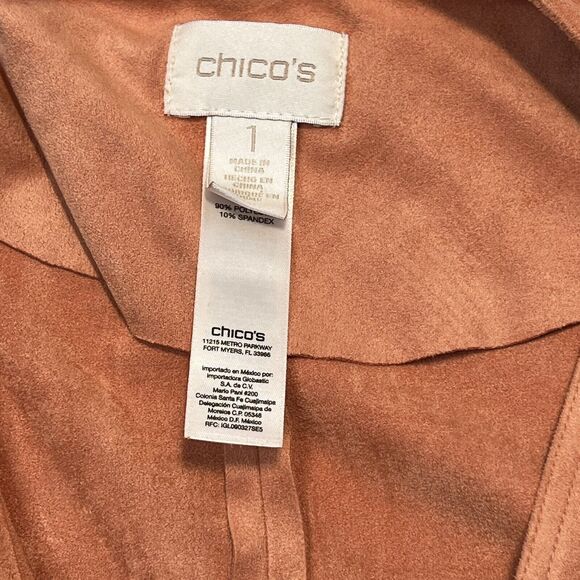 chico's
1
MADE IN
CHINA
HECHO EN
CHINA
EN
90%
10% SPANDEX
chico's
11215 METRO PARKWAY
FORT MYERS, FL 33966
importado en México por:
importadora Globastic
S.A. de C.V.
Mario Pani #200
Colonia Santa Fe Cuajimalpa
Delegación Cuajimalpa de
Morelos C.P. 05348
México D.F. México
RFC: IGL090327SE5